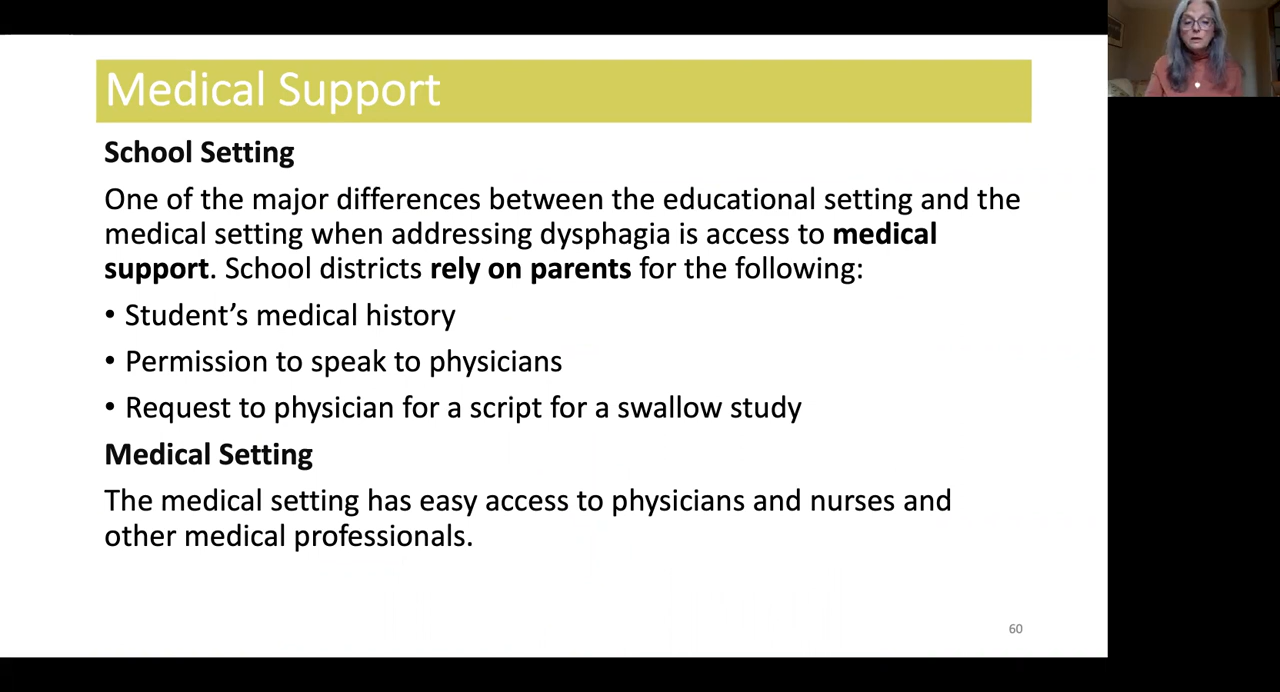 Medical Support
School Setting
One of the major differences between the educational setting and the
medical setting when addressing dysphagia is access to medical
support. School districts rely on parents for the following:
• Student’s medical history
• Permission to speak to physicians
• Request to physician for a script for a swallow study
Medical Setting
The medical setting has easy access to physicians and nurses and
other medical professionals.
60